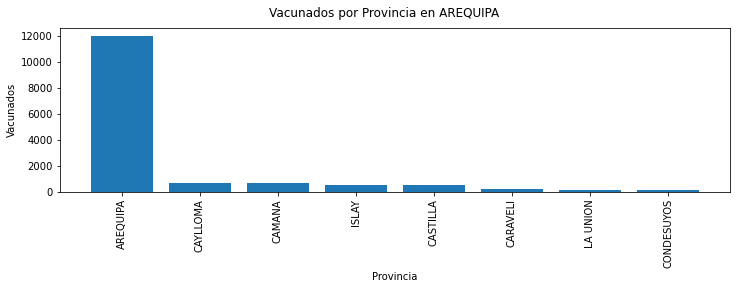 Vacunados por Provincia en AREQUIPA
12000
10000
8000
6000
4000
2000
0
Vacunados
AREQUIPA
CAYLLOMA
CAMANA
ISLAY
CASTILLA
CARAVELI
LA UNION
CONDESUYOS
Provincia